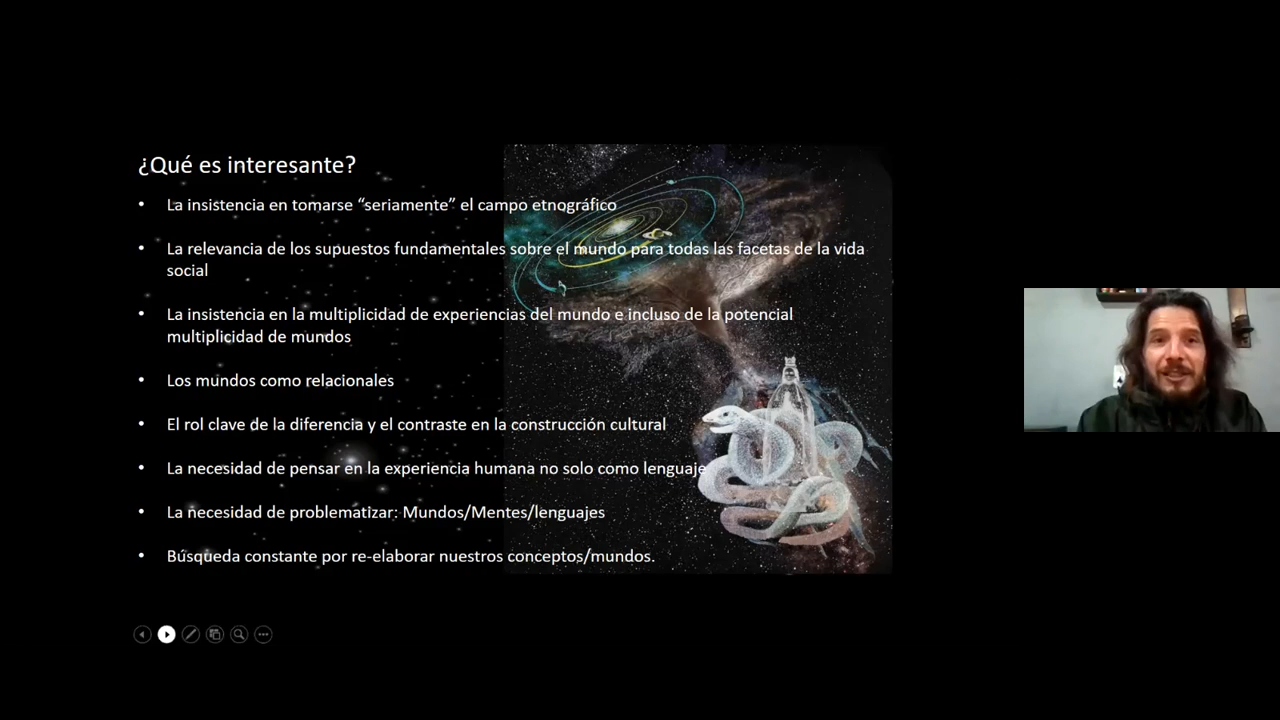 ¿Qué es interesante?
• La insistencia en tomarse “seriamente” el campo etnográfico
• La relevancia de los supuestos fundamentales sobre el mundo para todas las facetas de la vida
social
• La insistencia en la multiplicidad de experiencias del mundo e incluso de la potencial
multiplicidad de mundos
• Los mundos como relacionales
• El rol clave de la diferencia y el contraste en la construcción cultural
• La necesidad de pensar en la experiencia humana no solo como lenguaje
• La necesidad de problematizar: Mundos/Mentes/lenguajes
• Búsqueda constante por re-elaborar nuestros conceptos/mundos.